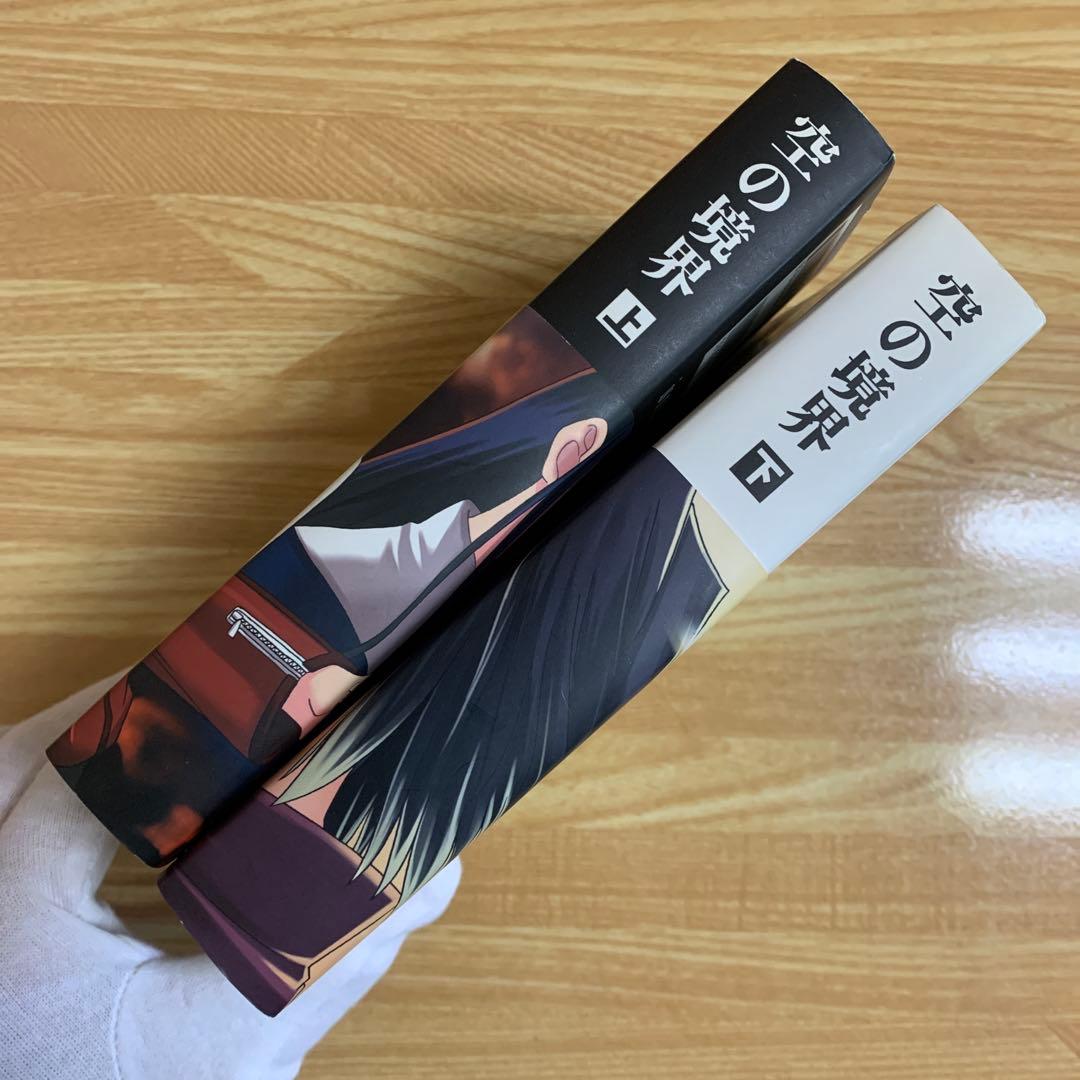 空の境界 上
空の境界 下